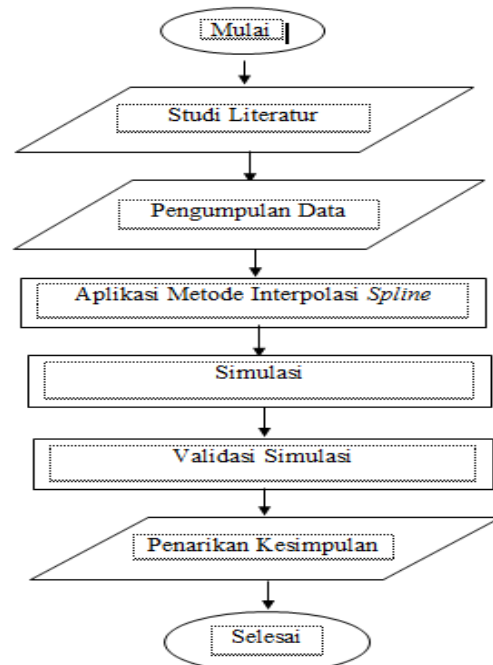 Mulai
Studi Literatur
Pengumpulan Data
Aplikasi Metode Interpolasi Spline
Simulasi
Validasi Simulasi
Penarikan Kesimpulan
Selesai